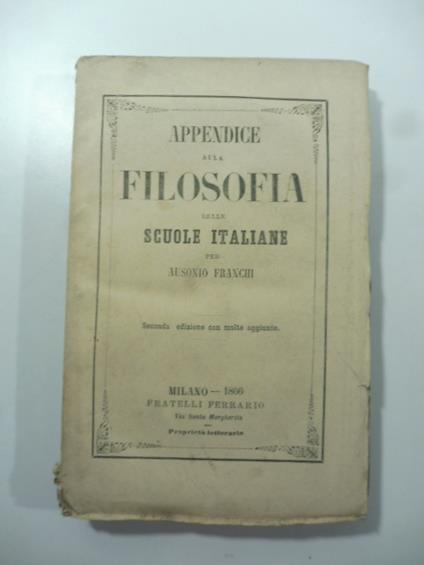 APPENDICE
ALLA
FILOSOFIA
DELLE
SCUOLE ITALIANE
PER
AUSONIO FRANCHI
Seconda edizione con molte aggiunte.
MILANO — 1866
FRATELLI FERRARIO
Via Santa Margherita
Proprietà letteraria